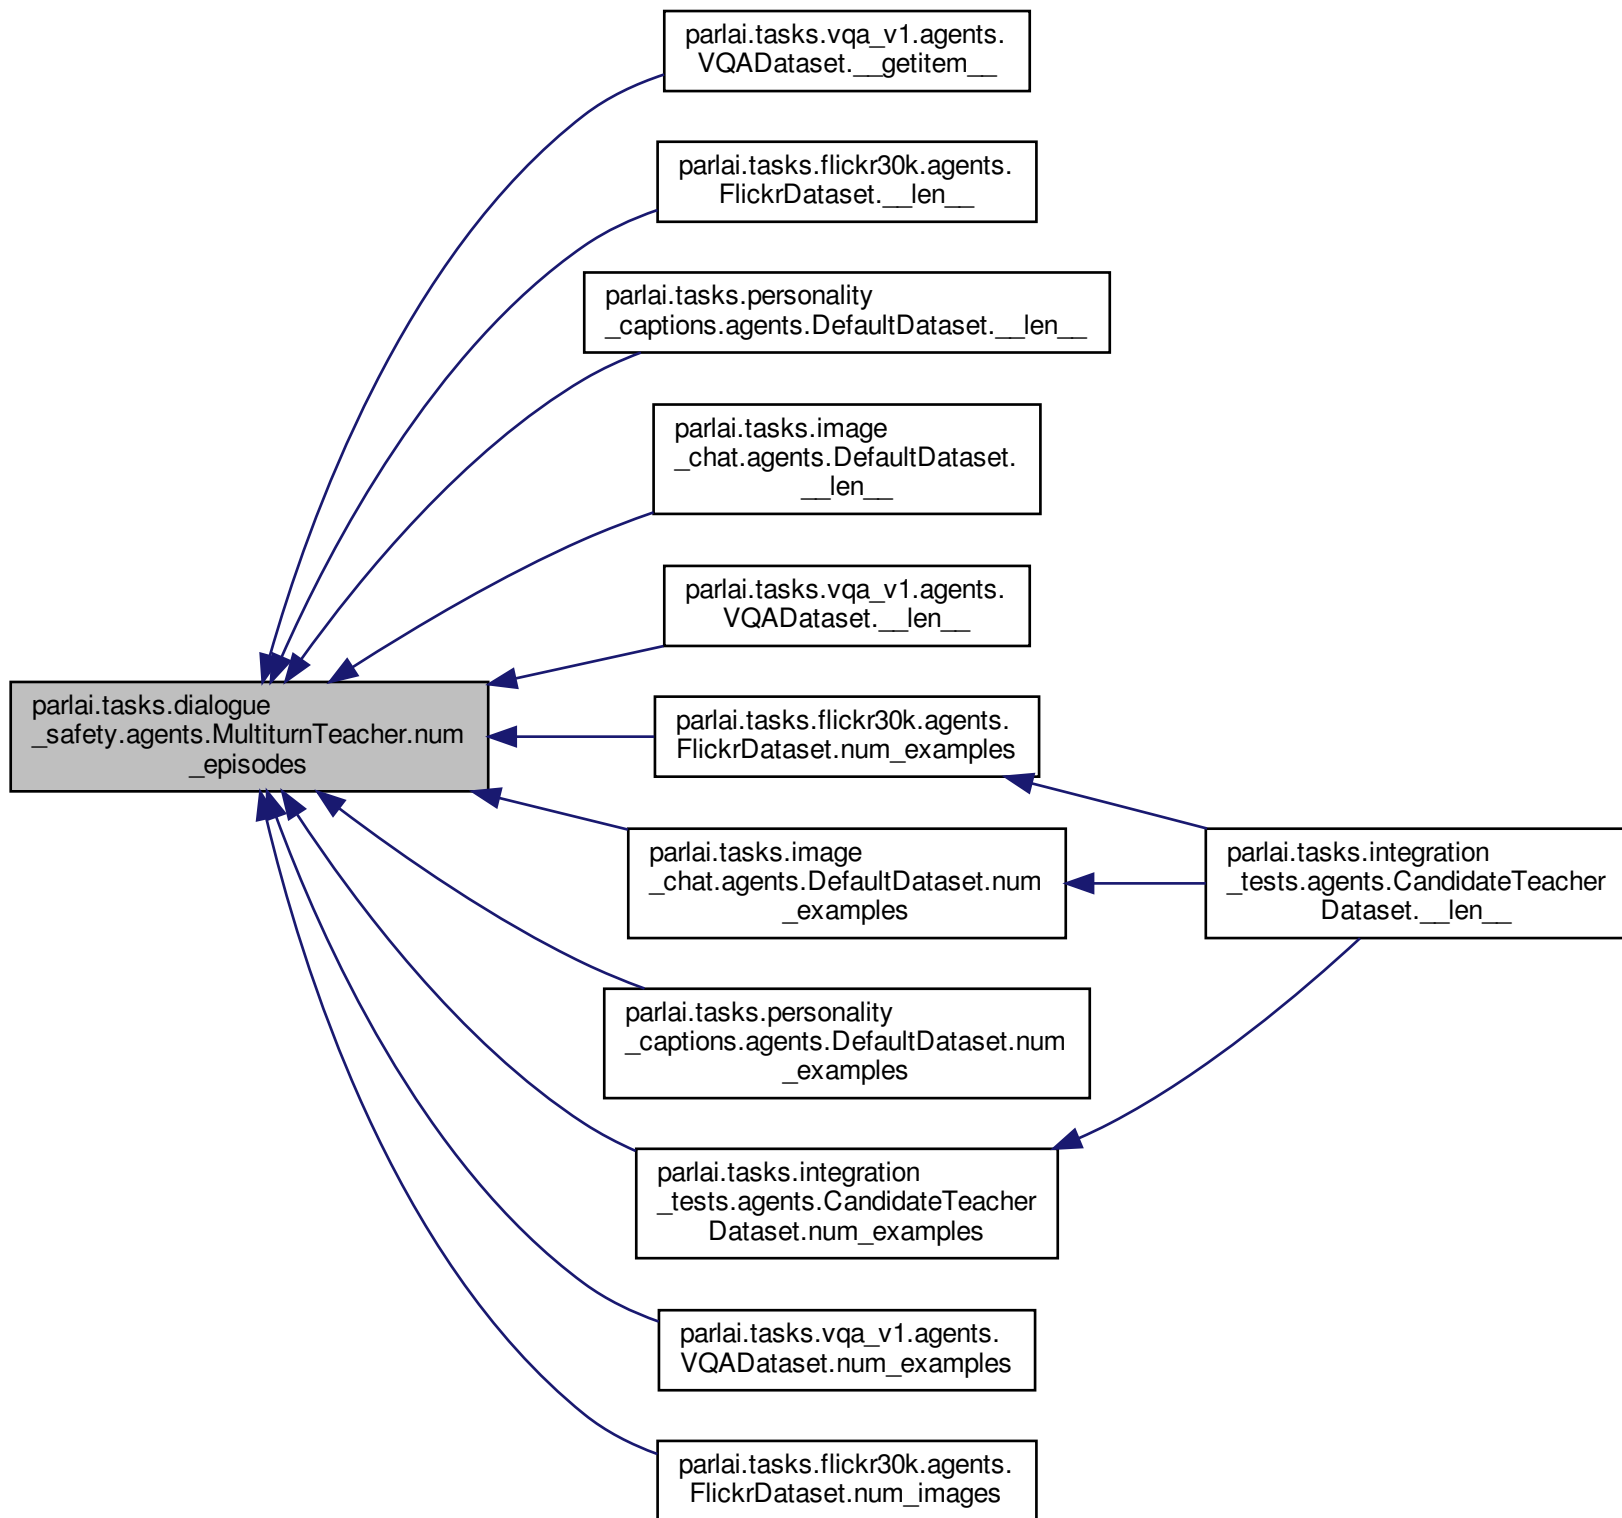 parlai.tasks.vqa_v1.agents.
VQADataset.__getitem__
parlai.tasks.flickr30k.agents.
FlickrDataset.__len__
parlai.tasks.personality
_captions.agents.DefaultDataset.__len__
parlai.tasks.image
_chat.agents.DefaultDataset.
__len__
parlai.tasks.vqa_v1.agents.
VQADataset.__len__
parlai.tasks.dialogue
_safety.agents.MultiturnTeacher.num
_episodes
parlai.tasks.flickr30k.agents.
FlickrDataset.num_examples
parlai.tasks.image
_chat.agents.DefaultDataset.num
_examples
parlai.tasks.integration
_tests.agents.CandidateTeacher
Dataset.__len__
parlai.tasks.personality
_captions.agents.DefaultDataset.num
_examples
parlai.tasks.integration
_tests.agents.CandidateTeacher
Dataset.num_examples
parlai.tasks.vqa_v1.agents.
VQADataset.num_examples
parlai.tasks.flickr30k.agents.
FlickrDataset.num_images